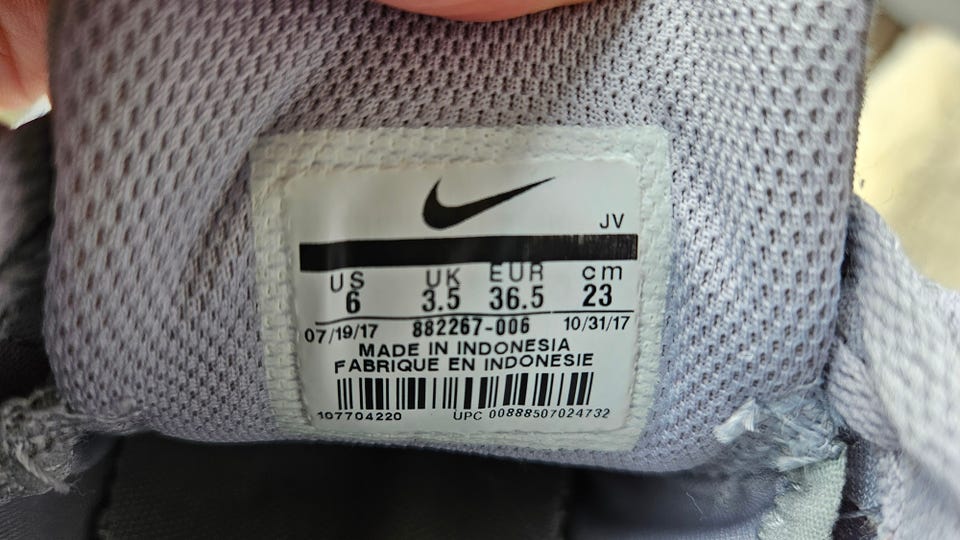 JV
US UK EUR cm
6 3.5 36.5 23
07/19/17 882267-006 10/31/17
MADE IN INDONESIA
FABRIQUE EN INDONESIE
107704220 UPC 00888507024732